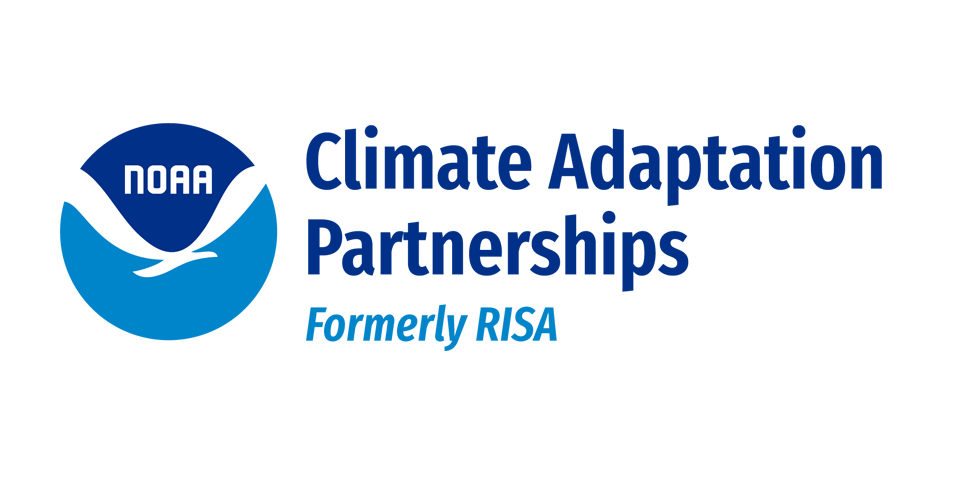 NOAA
Climate Adaptation
Partnerships
Formerly RISA